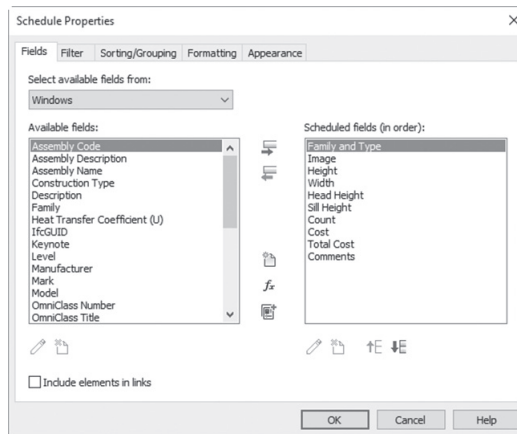 Schedule Properties
Fields Filter Sorting/Grouping Formatting Appearance
Select available fields from:
Windows
Available fields:
Assembly Code
Assembly Description
Assembly Name
Construction Type
Description
Family
Heat Transfer Coefficient (U)
IfcGUID
Keynote
Level
Manufacturer
Mark
Model
OmniClass Number
OmniClass Title
fx
Scheduled fields (in order):
Family and Type
Image
Height
Width
Head Height
Sill Height
Count
Cost
Total Cost
Comments
Include elements in links
OK Cancel Help